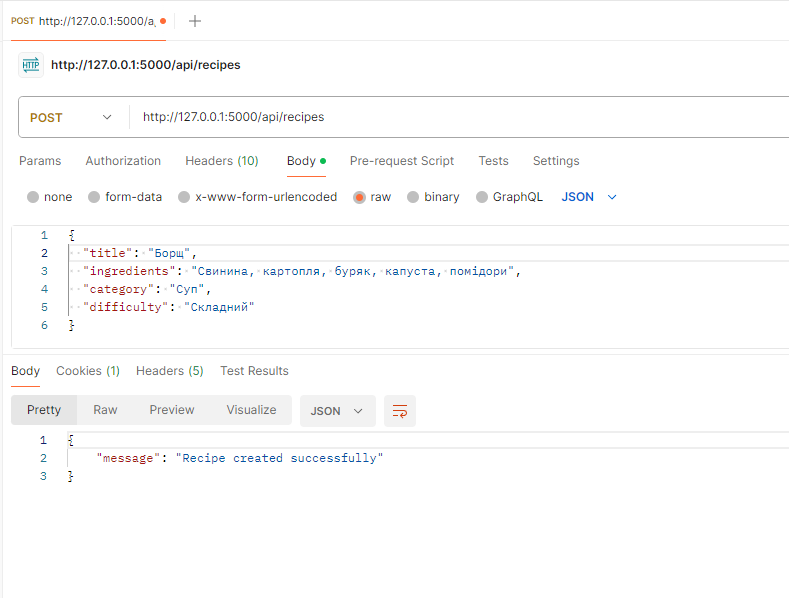 POST http://127.0.0.1:5000/a
HTTP http://127.0.0.1:5000/api/recipes
POST http://127.0.0.1:5000/api/recipes
Params Authorization Headers (10) Body Pre-request Script Tests Settings
none form-data x-www-form-urlencoded raw binary GraphQL JSON
1 {
2 "title": "Борщ",
3 "ingredients": "Свинина, картопля, буряк, капуста, помідори",
4 "category": "Суп",
5 "difficulty": "Складний"
6 }
Body Cookies (1) Headers (5) Test Results
Pretty Raw Preview Visualize JSON
1 {
2 "message": "Recipe created successfully"
3 }